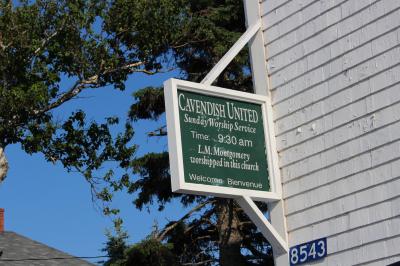 CAVENDISH UNITED
Sunday Worship Service
Time: 9:30 am
L.M. Montgomery
worshipped in this church
Welcome Bienvenue
8543